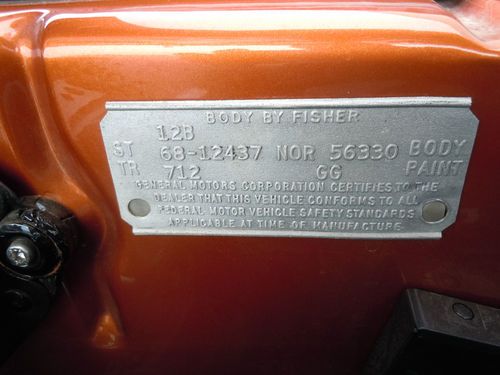 BODY BY FISHER
12B
ST 68-12437 NOR 56330 BODY
TR 712 GG PAINT
GENERAL MOTORS CORPORATION CERTIFIES TO THE
DEALER THAT THIS VEHICLE CONFORMS TO ALL
FEDERAL MOTOR VEHICLE SAFETY STANDARDS
APPLICABLE AT TIME OF MANUFACTURE